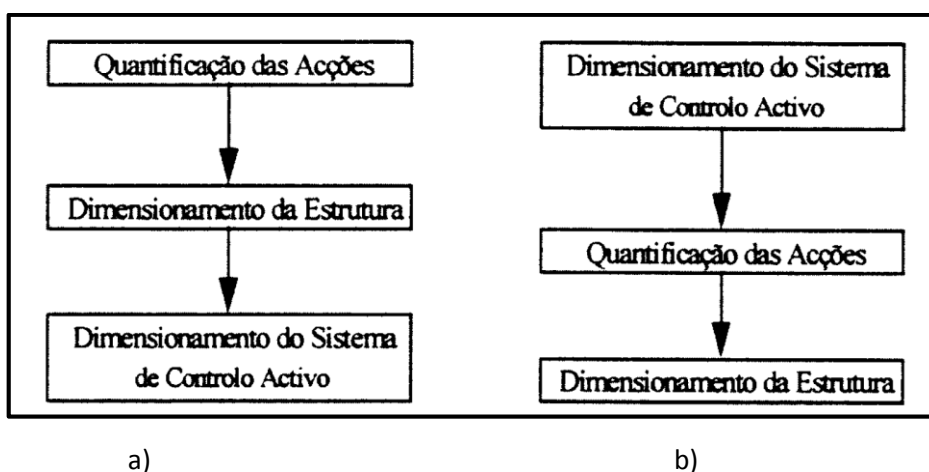 Quantificação das Acções
Dimensionamento da Estrutura
Dimensionamento do Sistema
de Controlo Activo
Dimensionamento do Sistema
de Controlo Activo
Quantificação das Acções
Dimensionamento da Estrutura
a)
b)